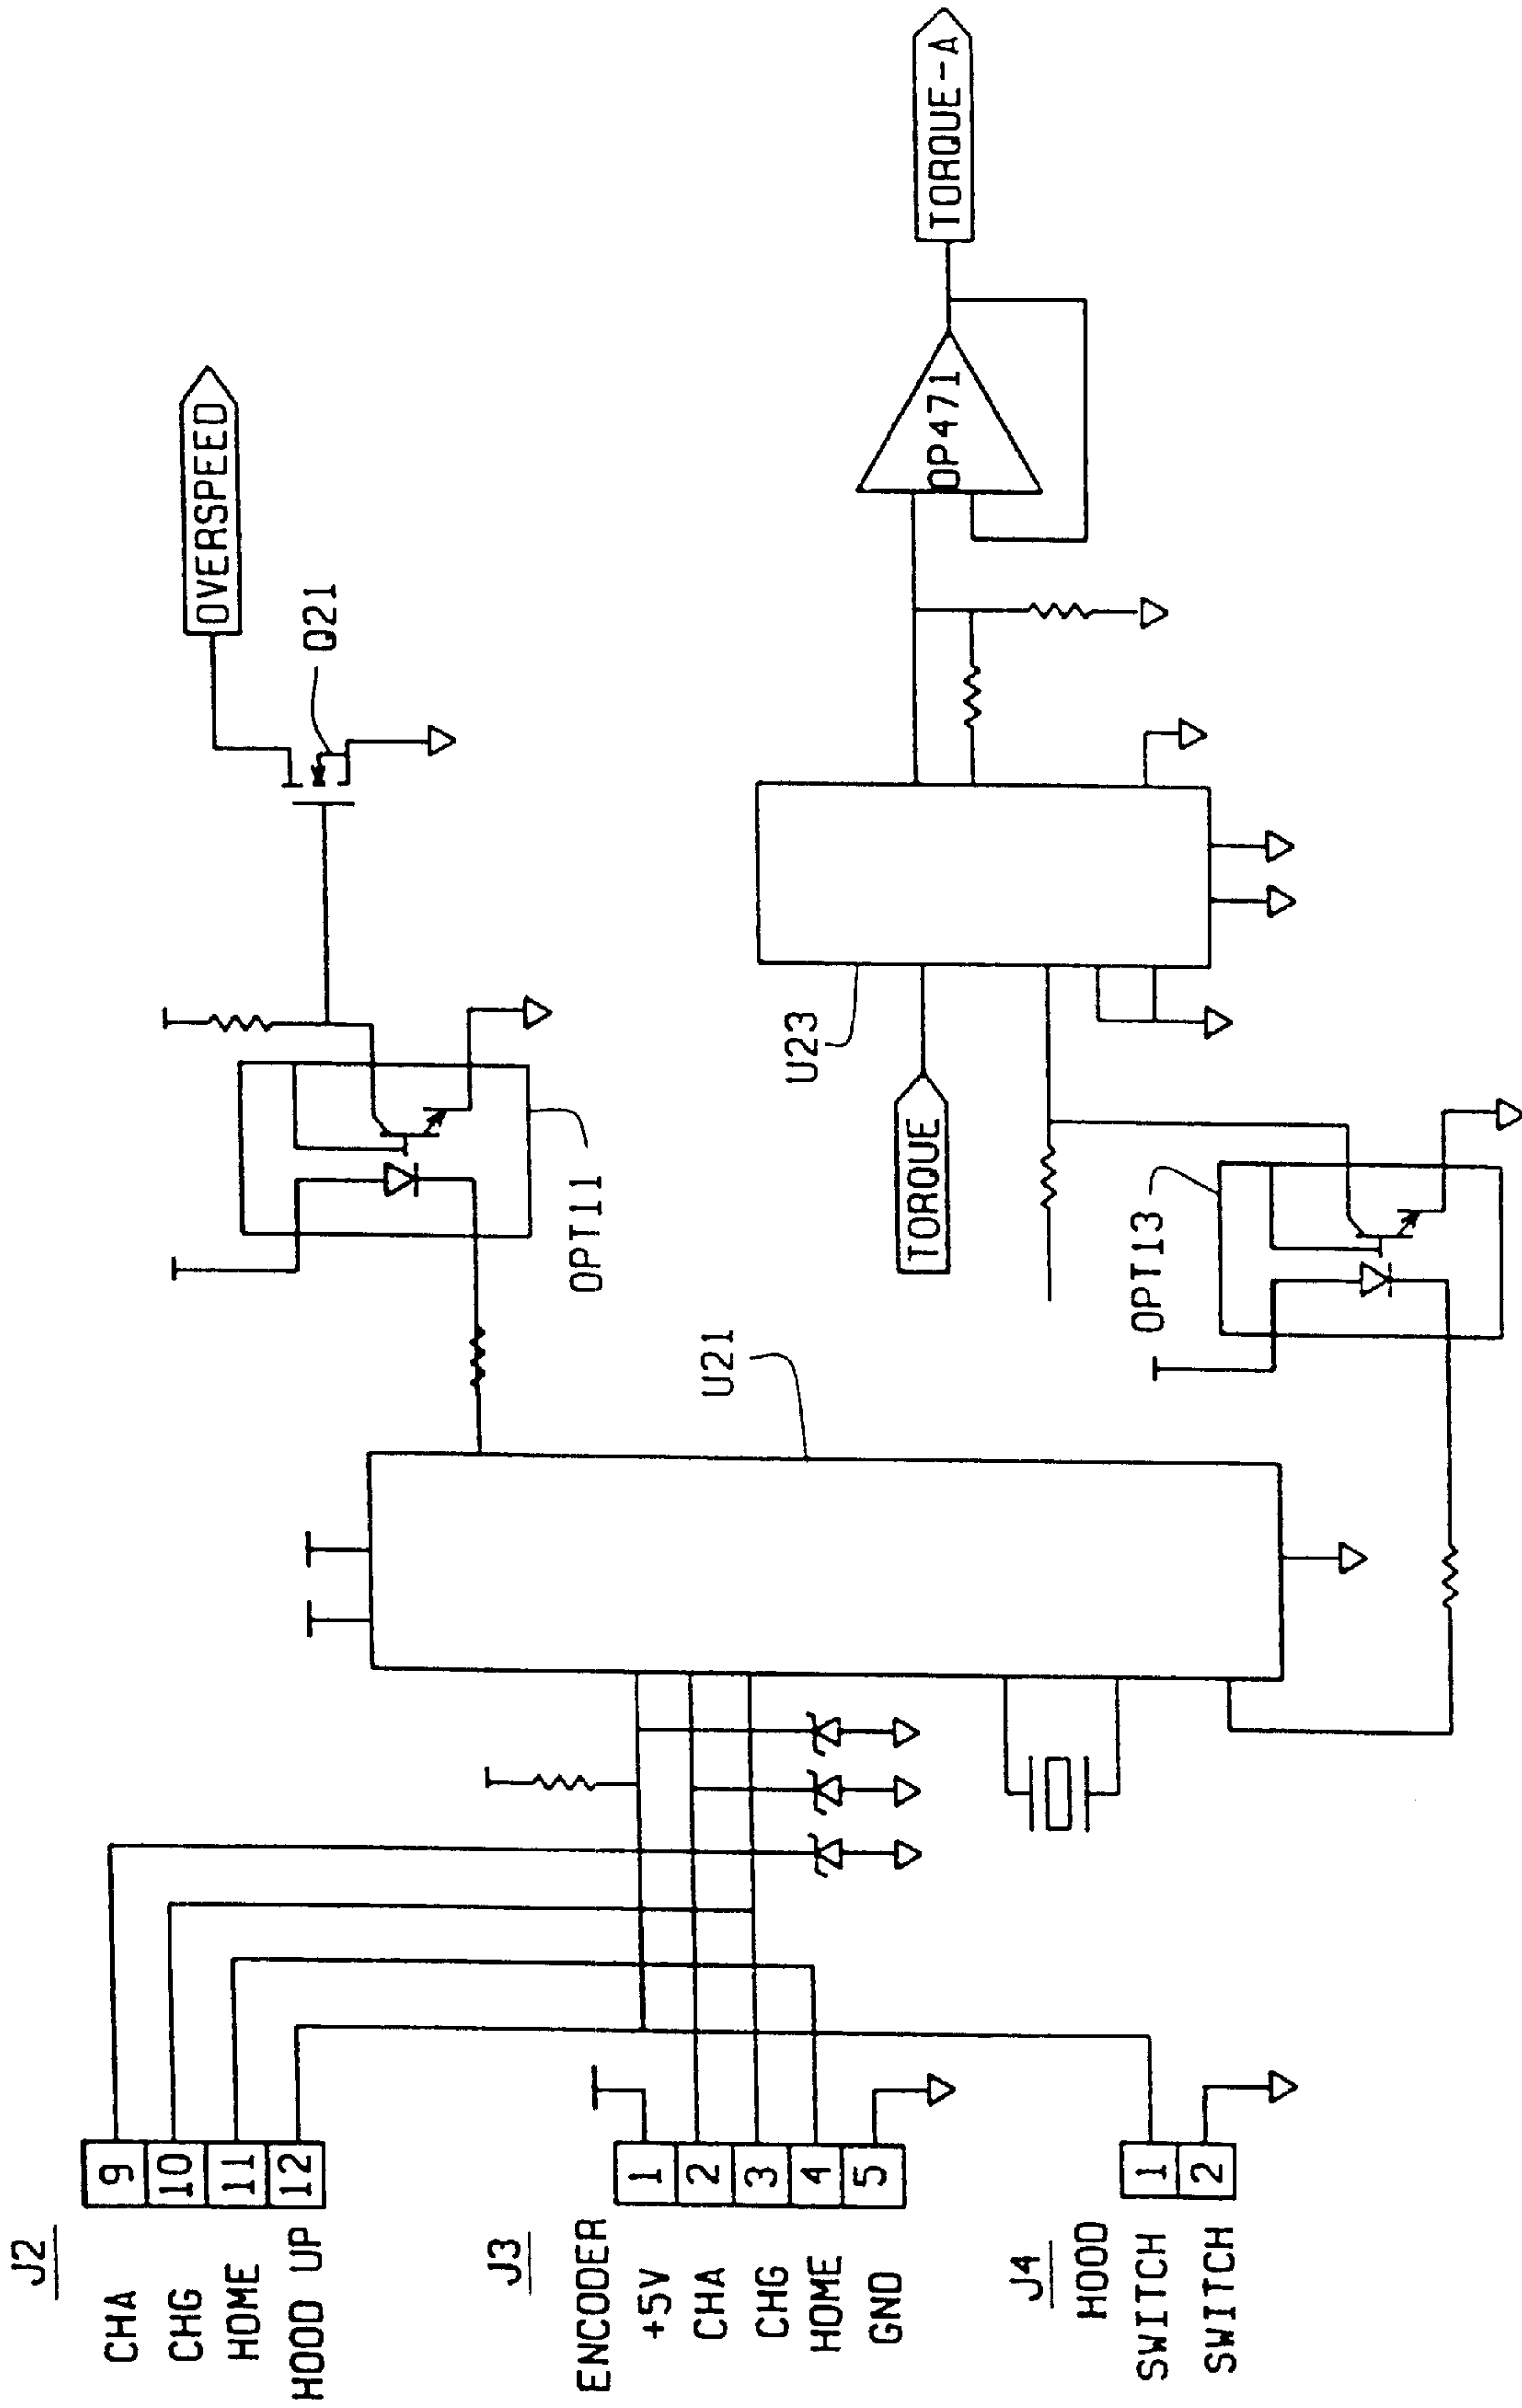 J2
CHA 9
CHG 10
HOME 11
HOOD UP 12
J3
ENCODER
+5V 1
CHA 2
CHG 3
HOME 4
GND 5
J4
HOOD
SWITCH 1
SWITCH 2
U21
OPT11
OPT13
Q21
OVERSPEED
TORQUE
U23
OP471
TORQUE-A